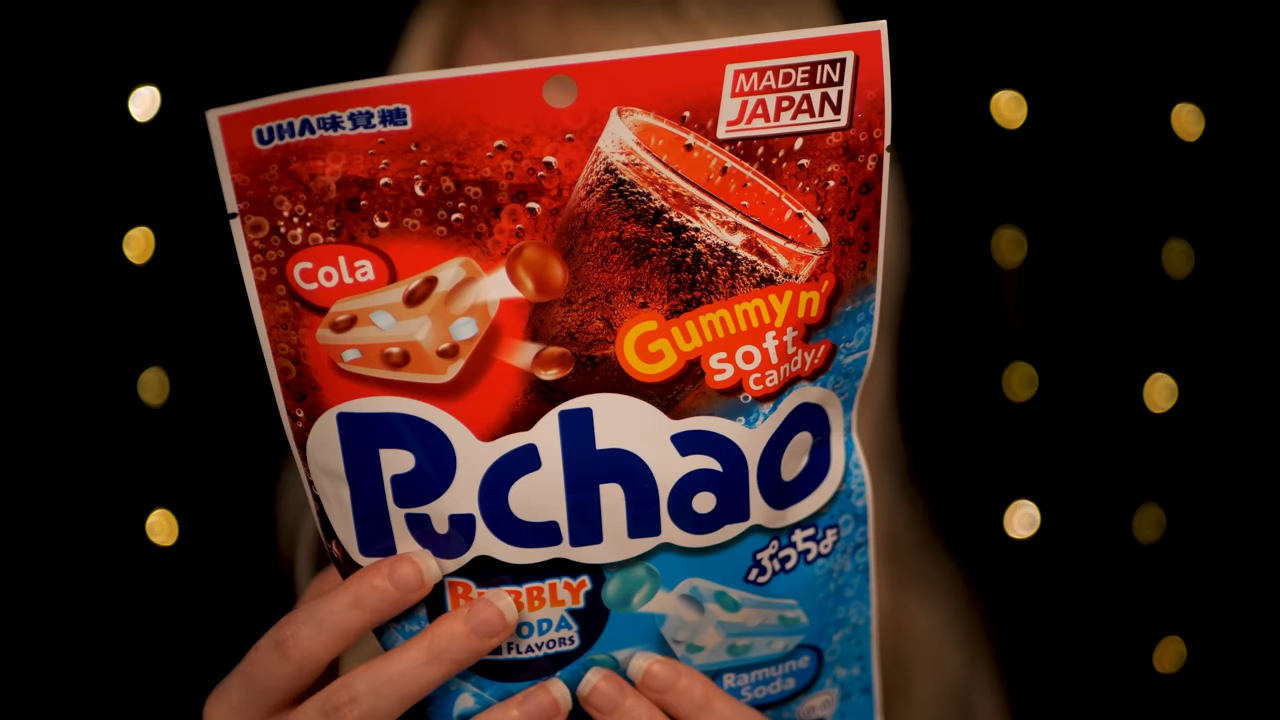 UHA味覚糖
MADE IN
JAPAN
Cola
Gummy n'
soft
candy!
Puchao
ぷっちょ
BUBBLY
SODA
FLAVORS
Ramune
Soda